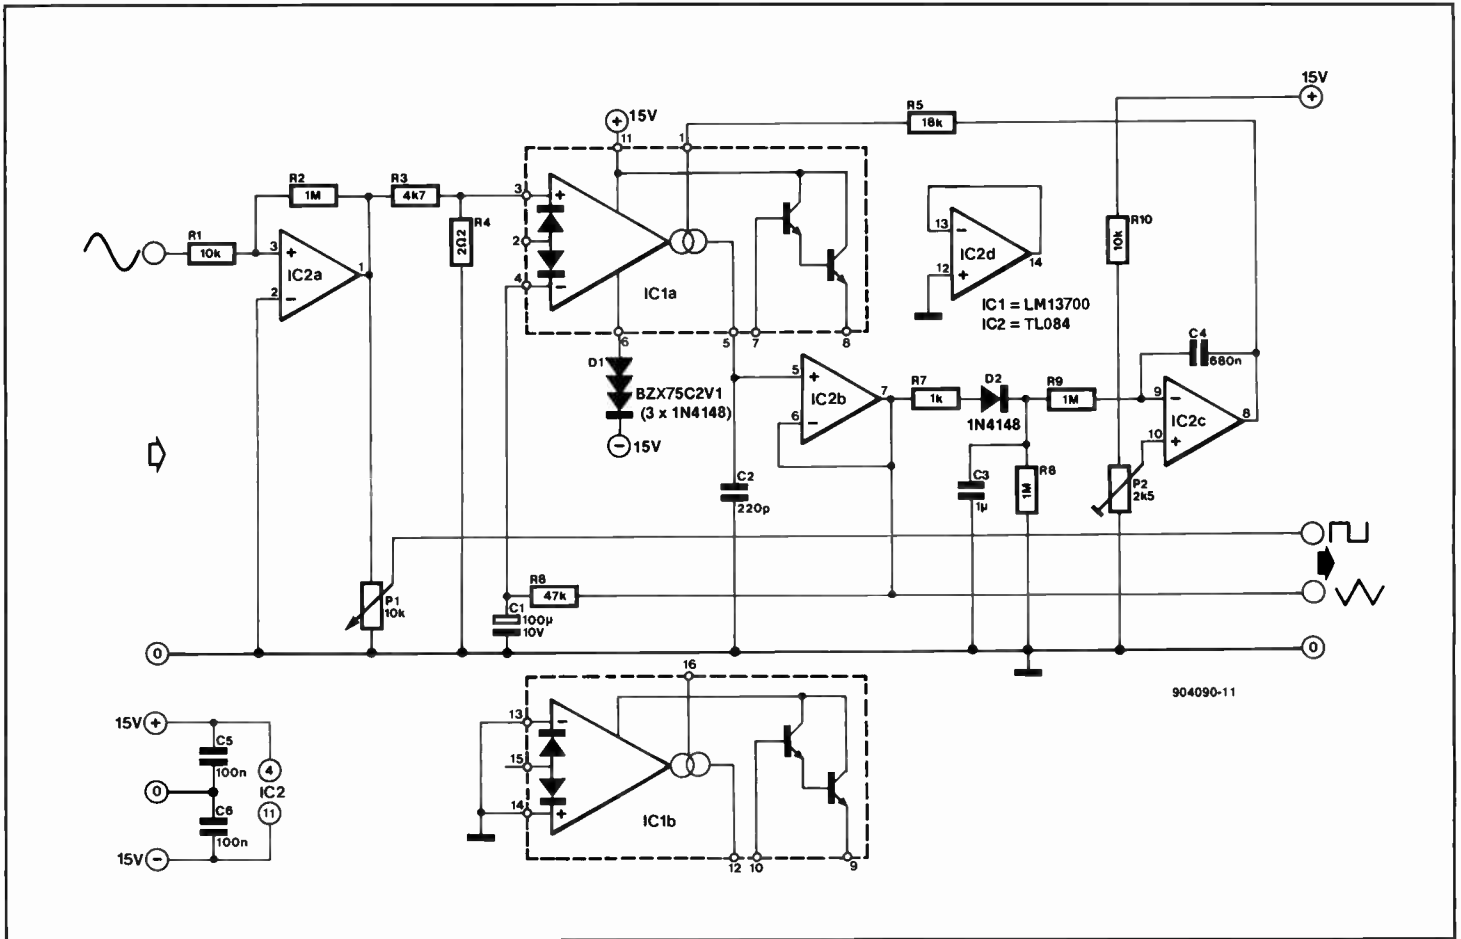 15V
+
+ 15V
R5
18k
11
1
R2
1M
R3
4k7
3
+
R4
2Ω2
R1
10k
3
+
1
IC2a
2
−
2
4
−
IC1a
6
5
7
8
13
−
IC2d
12
+
14
IC1 = LM13700
IC2 = TL084
R10
10k
D1
BZX75C2V1
(3 x 1N4148)
− 15V
5
+
IC2b
7
6
−
R7
1k
D2
1N4148
R9
1M
C4
680n
9
−
IC2c
8
10
+
C2
220p
C3
1µ
R8
1M
P2
2k5
P1
10k
R6
47k
C1
100µ
10V
0
0
904090-11
16
13
−
15
14
+
IC1b
12
10
9
15V +
C5
100n
4
0
IC2
C6
11
100n
15V −